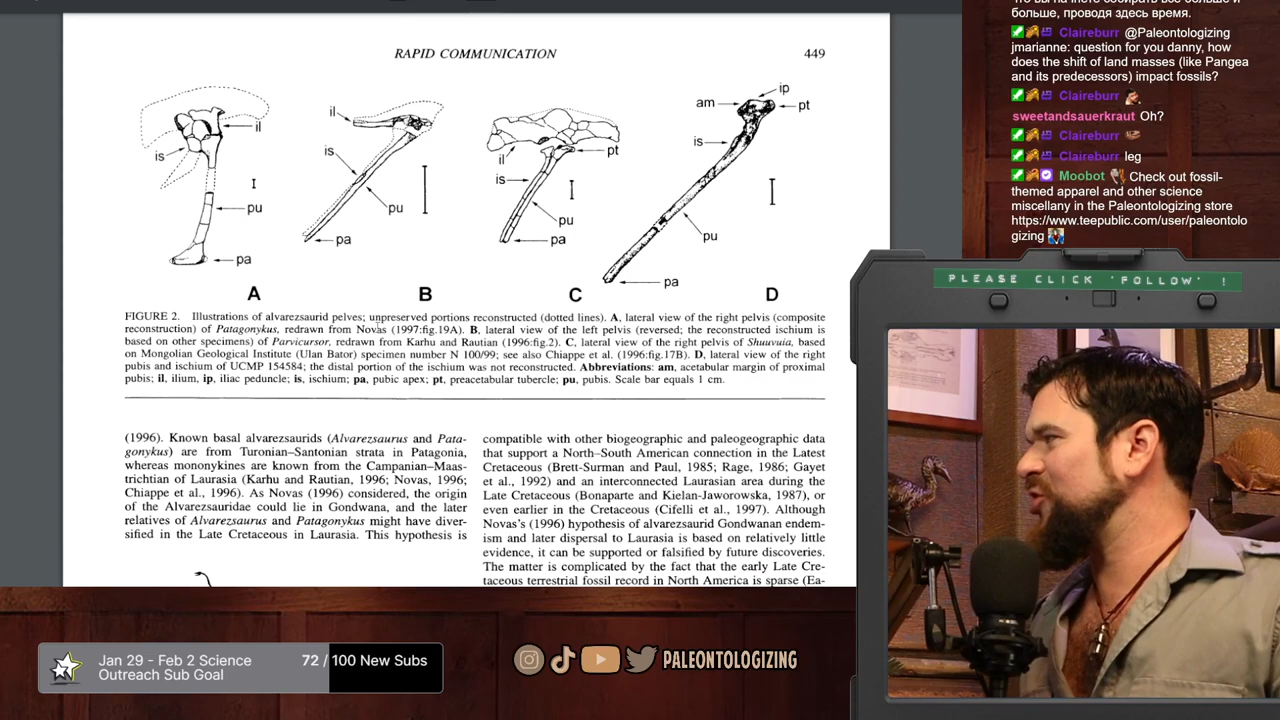 RAPID COMMUNICATION
449
il
is
pu
pa
A
il
is
pu
pa
B
il
pt
is
pu
pa
C
ip
am
pt
is
pu
pa
D
FIGURE 2. Illustrations of alvarezsaurid pelves; unpreserved portions reconstructed (dotted lines). A, lateral view of the right pelvis (composite
reconstruction) of Patagonykus, redrawn from Novas (1997:fig.19A). B, lateral view of the left pelvis (reversed; the reconstructed ischium is
based on other specimens) of Parvicursor, redrawn from Karhu and Rautian (1996:fig.2). C, lateral view of the right pelvis of Shuuvuia, based
on Mongolian Geological Institute (Ulan Bator) specimen number N 100/99; see also Chiappe et al. (1996:fig.17B). D, lateral view of the right
pubis and ischium of UCMP 154584; the distal portion of the ischium was not reconstructed. Abbreviations: am, acetabular margin of proximal
pubis; il, ilium, ip, iliac peduncle; is, ischium; pa, pubic apex; pt, preacetabular tubercle; pu, pubis. Scale bar equals 1 cm.
(1996). Known basal alvarezsaurids (Alvarezsaurus and Pata-
gonykus) are from Turonian–Santonian strata in Patagonia,
whereas mononykines are known from the Campanian–Maas-
trichtian of Laurasia (Karhu and Rautian, 1996; Novas, 1996;
Chiappe et al., 1996). As Novas (1996) considered, the origin
of the Alvarezsauridae could lie in Gondwana, and the later
relatives of Alvarezsaurus and Patagonykus might have diver-
sified in the Late Cretaceous in Laurasia. This hypothesis is
compatible with other biogeographic and paleogeographic data
that support a North–South American connection in the Latest
Cretaceous (Brett-Surman and Paul, 1985; Rage, 1986; Gayet
et al., 1992) and an interconnected Laurasian area during the
Late Cretaceous (Bonaparte and Kielan-Jaworowska, 1987), or
even earlier in the Cretaceous (Cifelli et al., 1997). Although
Novas's (1996) hypothesis of alvarezsaurid Gondwanan endem-
ism and later dispersal to Laurasia is based on relatively little
evidence, it can be supported or falsified by future discoveries.
The matter is complicated by the fact that the early Late Cre-
taceous terrestrial fossil record in North America is sparse (Ea-
больше, проводя здесь время.
Claireburr @Paleontologizing
jmarianne: question for you danny, how
does the shift of land masses (like Pangea
and its predecessors) impact fossils?
Claireburr
sweetandsauerkraut Oh?
Claireburr
Claireburr leg
Moobot Check out fossil-
themed apparel and other science
miscellany in the Paleontologizing store
https://www.teepublic.com/user/paleontolo
gizing
PLEASE CLICK 'FOLLOW' !
Jan 29 - Feb 2 Science
Outreach Sub Goal
72 / 100 New Subs
PALEONTOLOGIZING